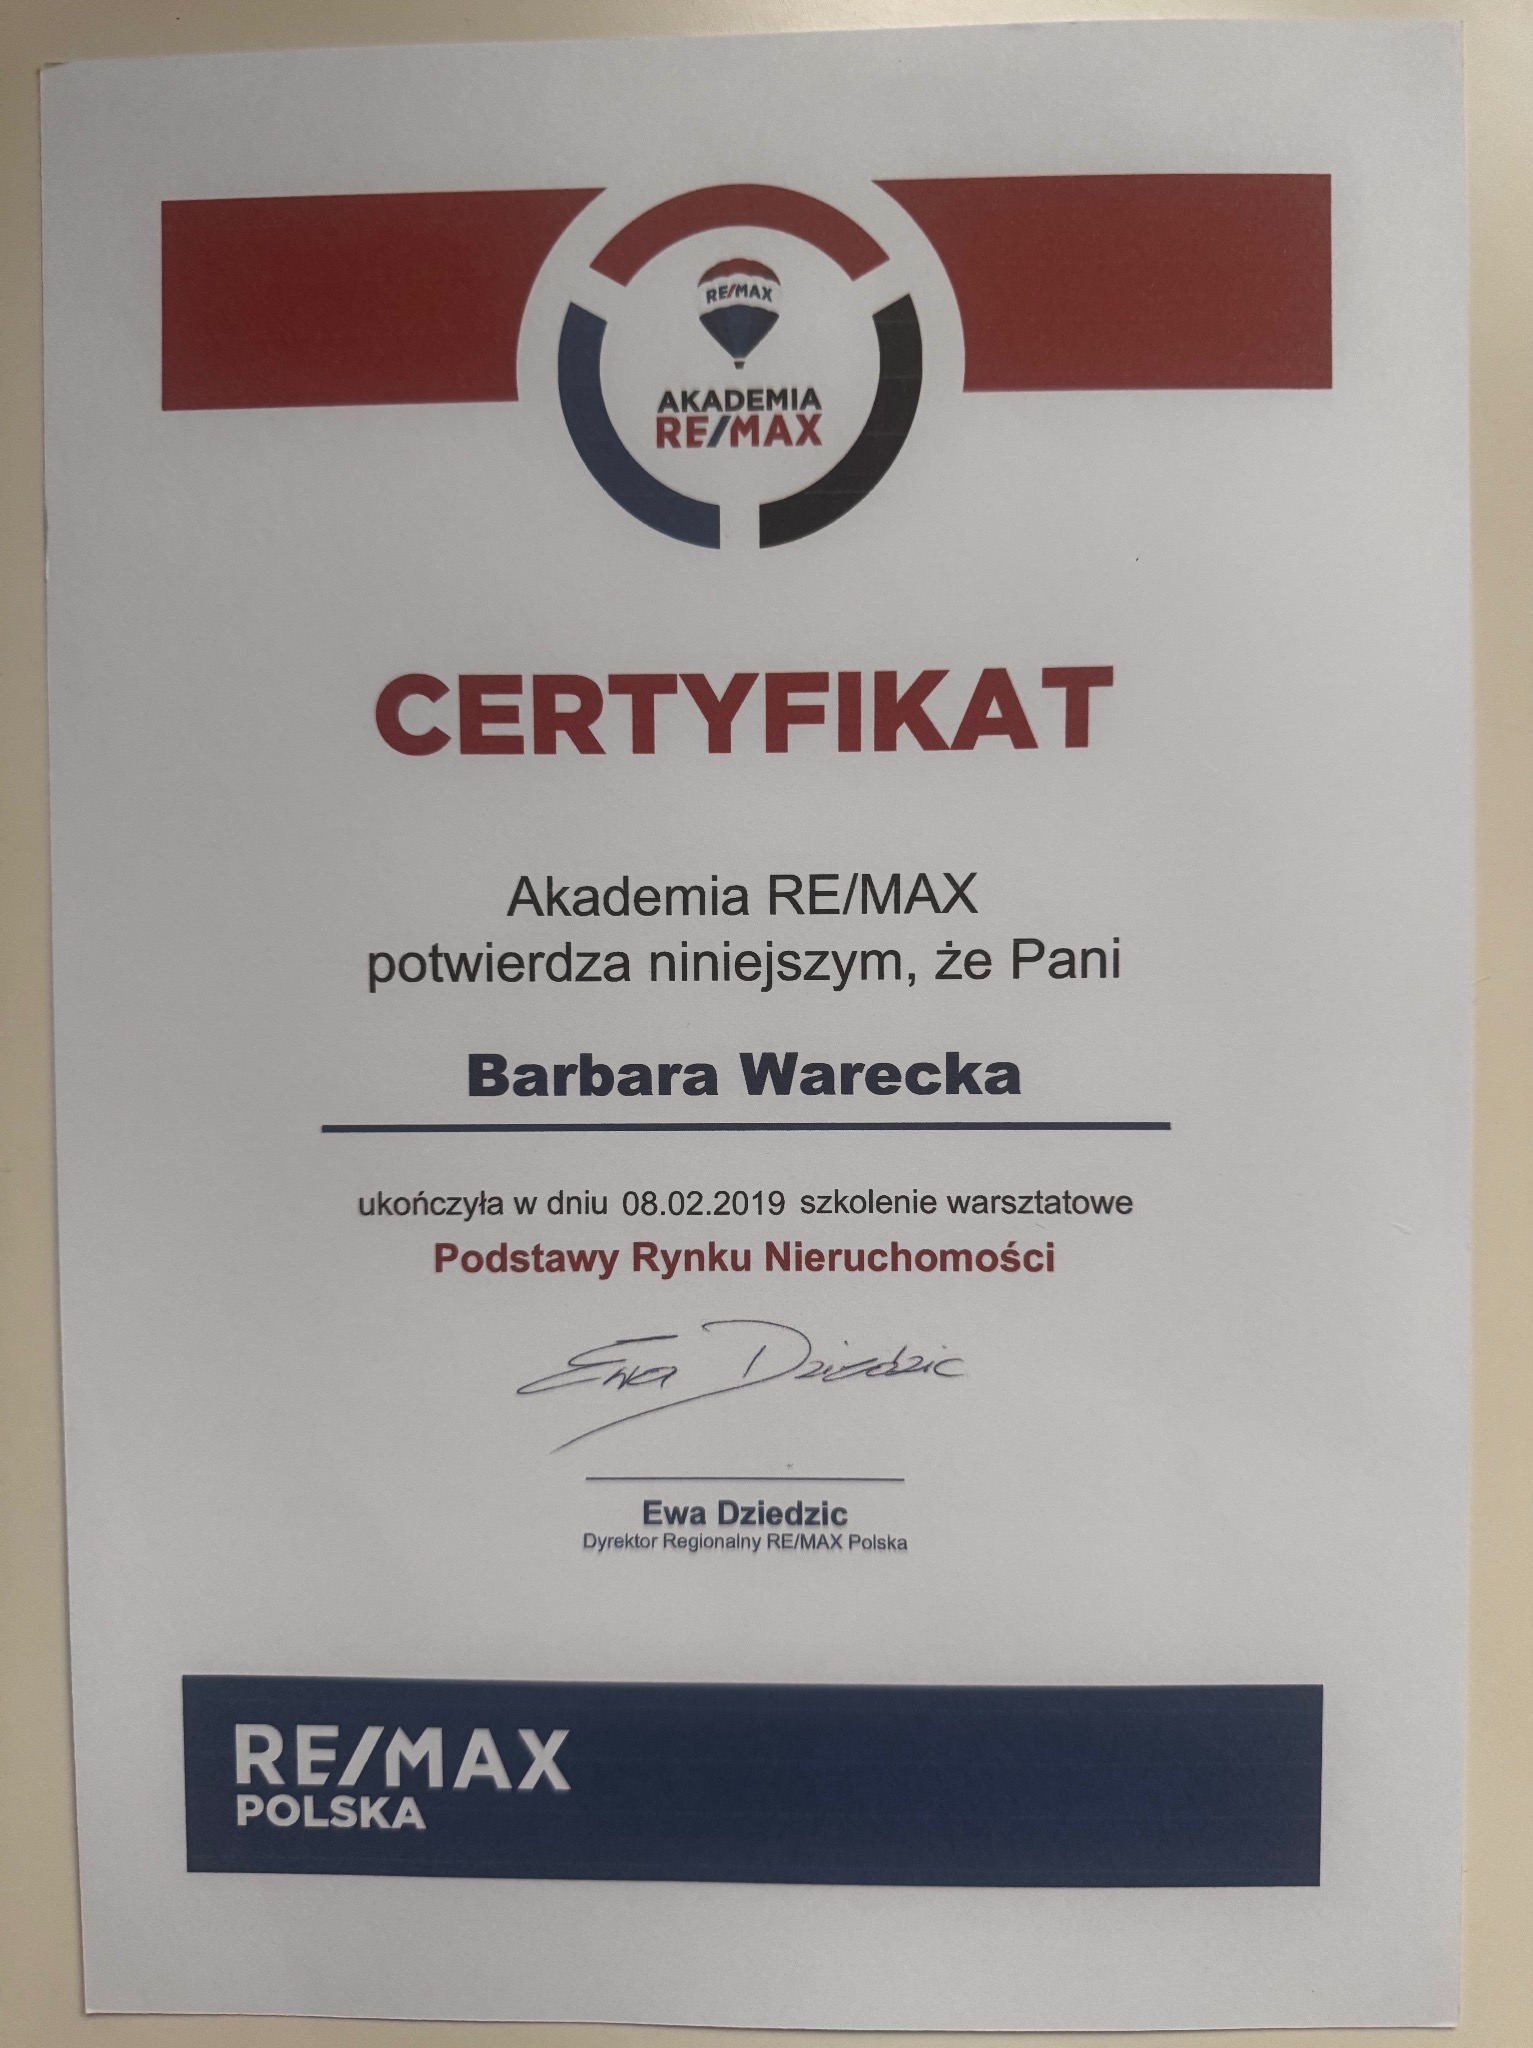 RE/MAX
AKADEMIA
RE/MAX
CERTYFIKAT
Akademia RE/MAX
potwierdza niniejszym, że Pani
Barbara Warecka
ukończyła w dniu 08.02.2019 szkolenie warsztatowe
Podstawy Rynku Nieruchomości
Ewa Dziedzic
Ewa Dziedzic
Dyrektor Regionalny RE/MAX Polska
RE/MAX
POLSKA